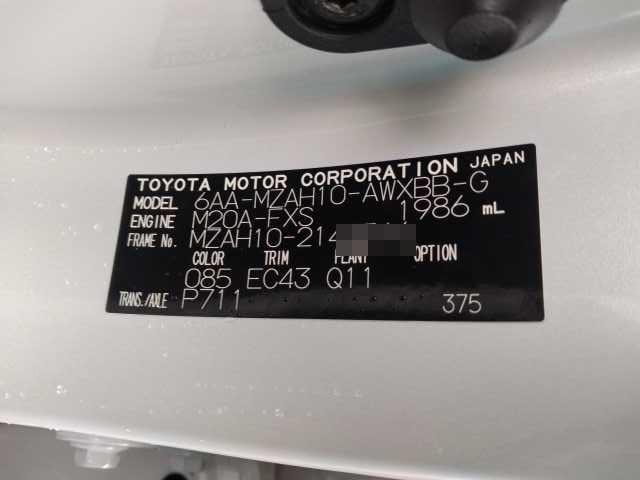 TOYOTA MOTOR CORPORATION JAPAN
MODEL 6AA-MZAH10-AWXBB-G
ENGINE M20A-FXS 1986 mL
FRAME No. MZAH10-214
COLOR TRIM PLANT OPTION
085 EC43 Q11
TRANS./AXLE P711 375